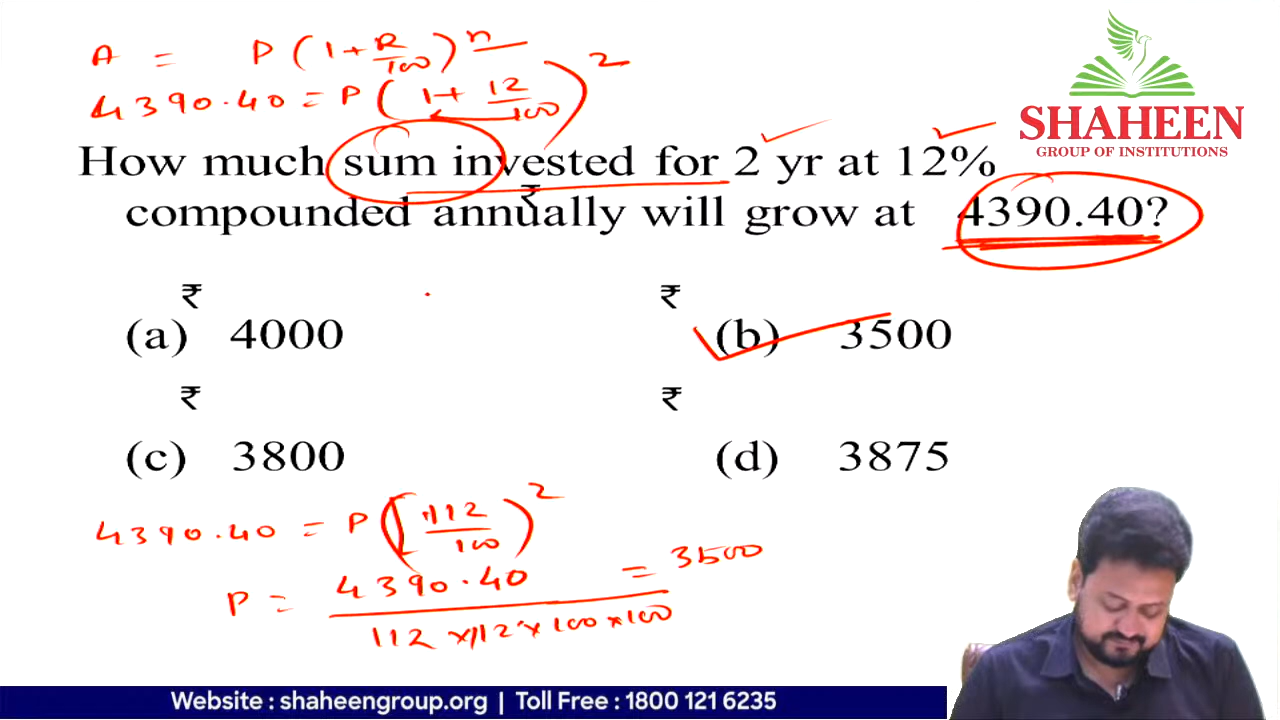 A = P(1+R/100)^n
4390.40 = P(1+12/100)^2
SHAHEEN
GROUP OF INSTITUTIONS
How much sum invested for 2 yr at 12%
₹
compounded annually will grow at 4390.40?
₹ ₹
(a) 4000 (b) 3500
₹ ₹
(c) 3800 (d) 3875
4390.40 = P(112/100)^2
P = 4390.40/112×112×100×100 = 3500
Website : shaheengroup.org | Toll Free : 1800 121 6235